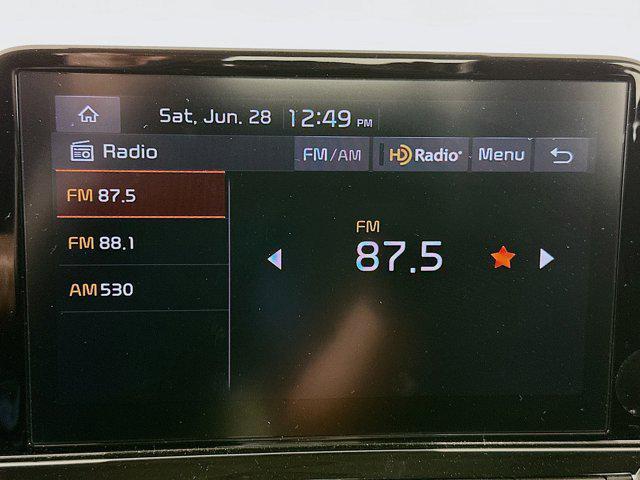 Sat, Jun. 28 12:49 PM
Radio FM/AM HD Radio Menu
FM 87.5
FM 88.1
AM 530
FM
87.5